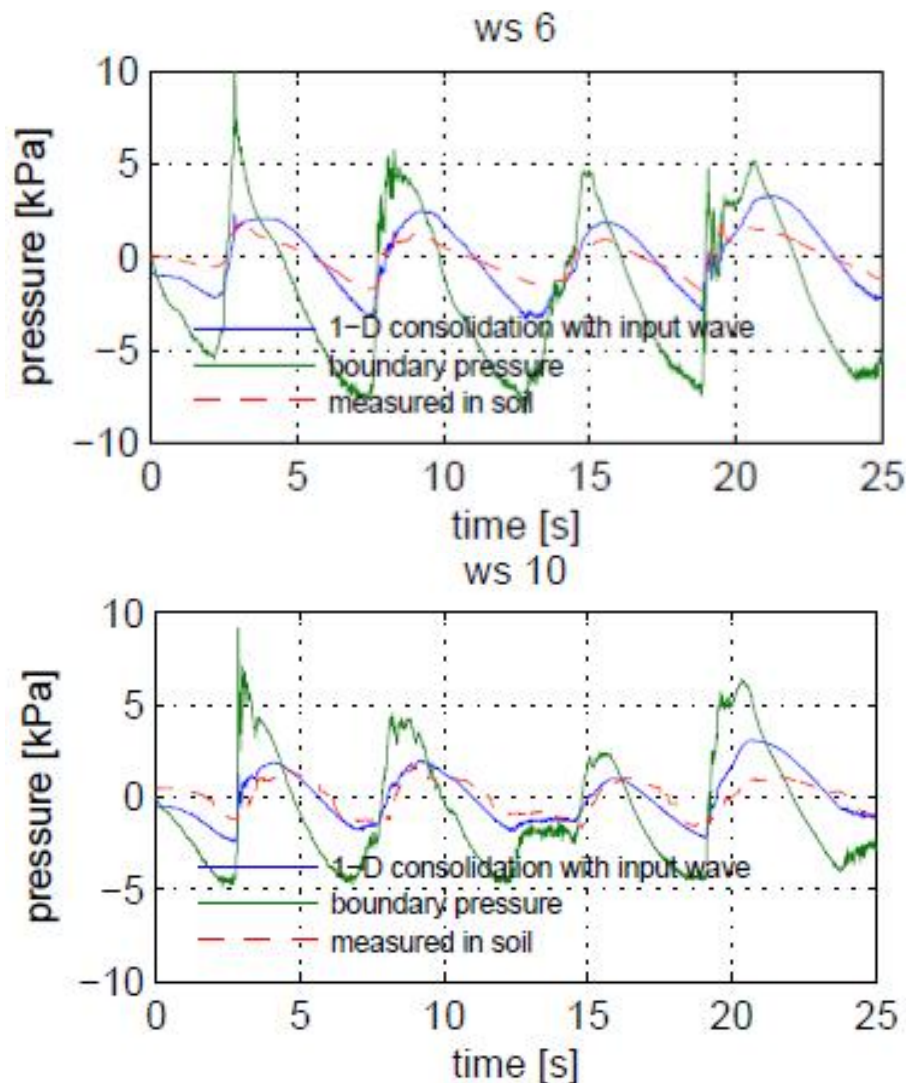 ws 6
10
5
0
−5
−10
pressure [kPa]
1−D consolidation with input wave
boundary pressure
measured in soil
0 5 10 15 20 25
time [s]
ws 10
10
5
0
−5
−10
pressure [kPa]
1−D consolidation with input wave
boundary pressure
measured in soil
0 5 10 15 20 25
time [s]